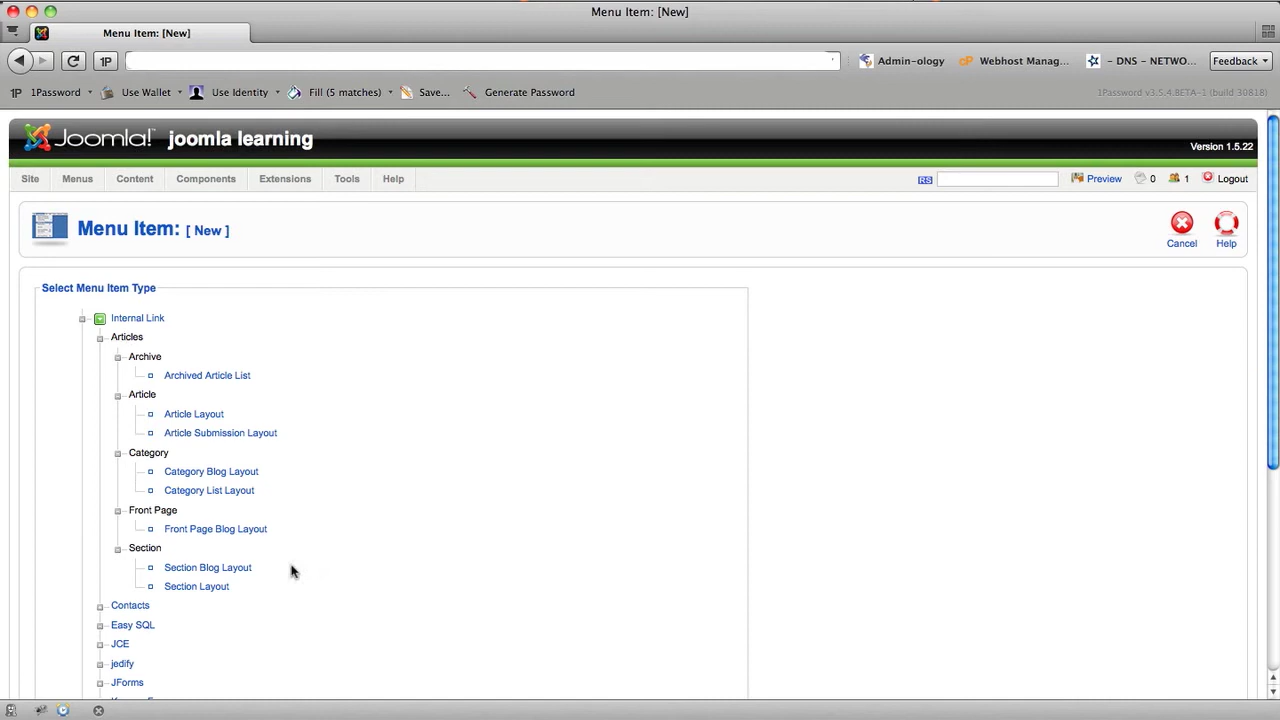 Menu Item: [New]
Menu Item: [New]
1P
Admin-ology
Webhost Manag...
- DNS - NETWO...
Feedback
1P 1Password
Use Wallet
Use Identity
Fill (5 matches)
Save...
Generate Password
1Password v3.5.4.BETA-1 (build 30818)
Joomla!
joomla learning
Version 1.5.22
Site
Menus
Content
Components
Extensions
Tools
Help
RS
Preview
0
1
Logout
Menu Item: [ New ]
Cancel
Help
Select Menu Item Type
Internal Link
Articles
Archive
Archived Article List
Article
Article Layout
Article Submission Layout
Category
Category Blog Layout
Category List Layout
Front Page
Front Page Blog Layout
Section
Section Blog Layout
Section Layout
Contacts
Easy SQL
JCE
jedify
JForms